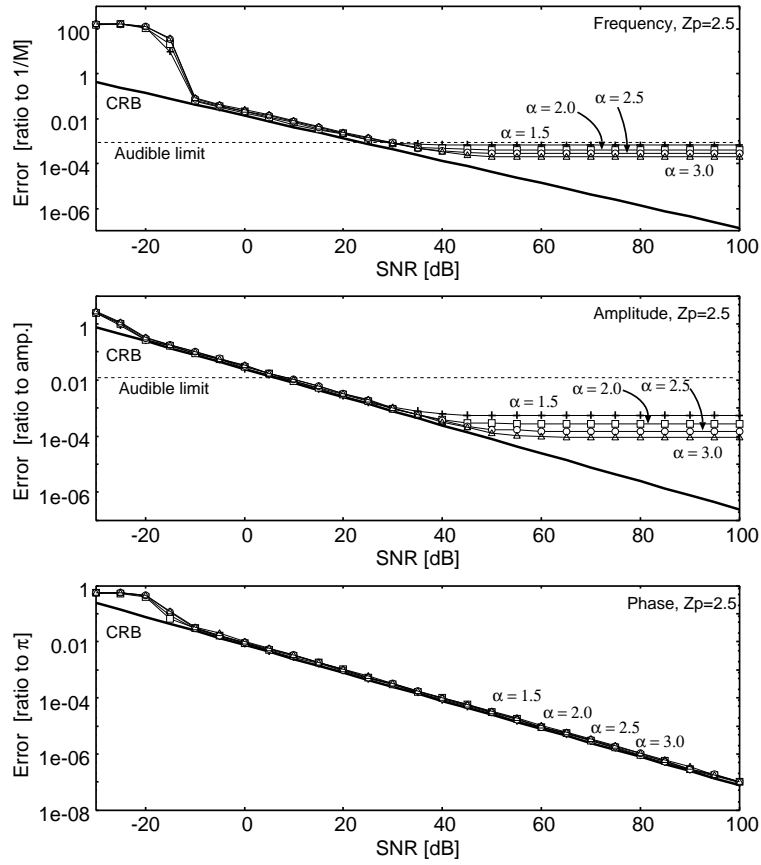 Frequency, Zp=2.5
Error [ratio to 1/M]
100
1
0.01
1e-04
1e-06
CRB
Audible limit
α = 1.5
α = 2.0
α = 2.5
α = 3.0
-20 0 20 40 60 80 100
SNR [dB]
Amplitude, Zp=2.5
Error [ratio to amp.]
1
0.01
1e-04
1e-06
CRB
Audible limit
α = 1.5
α = 2.0
α = 2.5
α = 3.0
-20 0 20 40 60 80 100
SNR [dB]
Phase, Zp=2.5
Error [ratio to π]
1
0.01
1e-04
1e-06
1e-08
CRB
α = 1.5
α = 2.0
α = 2.5
α = 3.0
-20 0 20 40 60 80 100
SNR [dB]